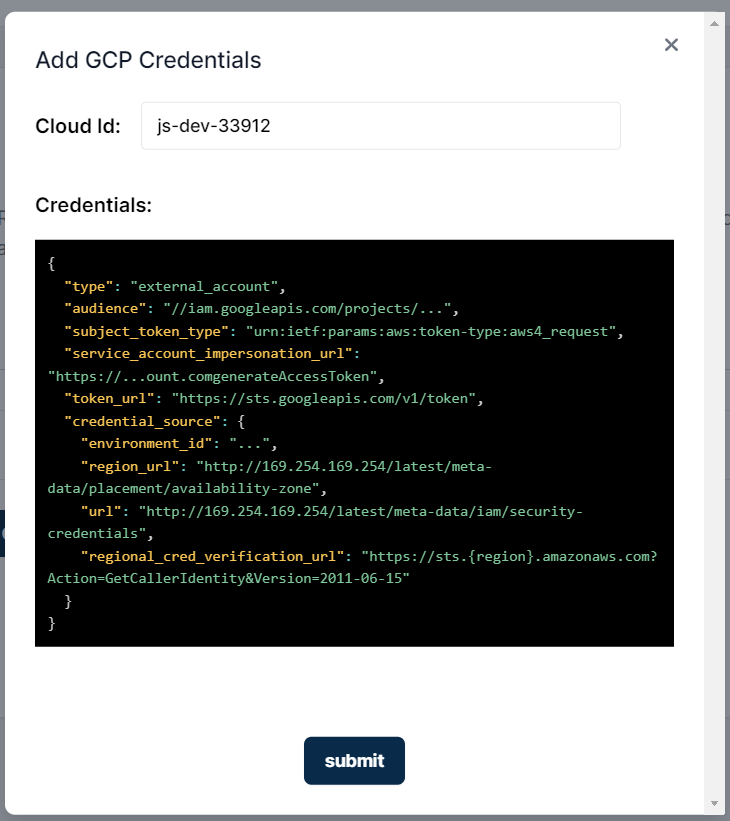 Add GCP Credentials
Cloud Id:
js-dev-33912
Credentials:
{
"type": "external_account",
"audience": "//iam.googleapis.com/projects/...",
"subject_token_type": "urn:ietf:params:aws:token-type:aws4_request",
"service_account_impersonation_url":
"https://...ount.comgenerateAccessToken",
"token_url": "https://sts.googleapis.com/v1/token",
"credential_source": {
"environment_id": "...",
"region_url": "http://169.254.169.254/latest/meta-
data/placement/availability-zone",
"url": "http://169.254.169.254/latest/meta-data/iam/security-
credentials",
"regional_cred_verification_url": "https://sts.{region}.amazonaws.com?
Action=GetCallerIdentity&Version=2011-06-15"
}
}
submit